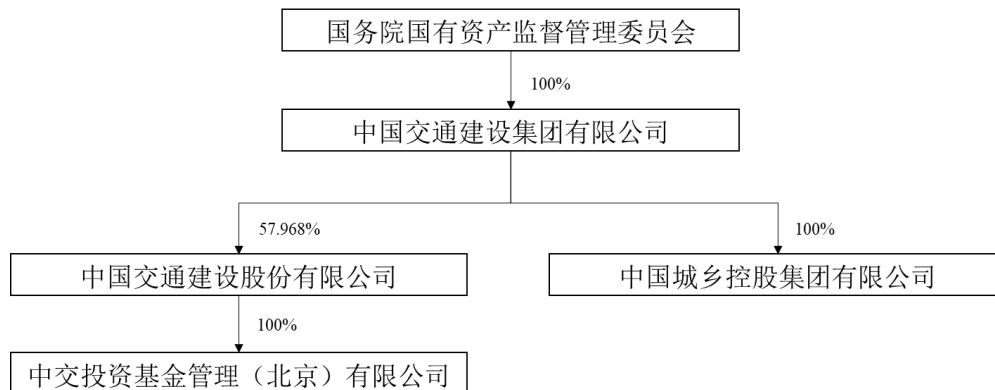 国务院国有资产监督管理委员会
100%
中国交通建设集团有限公司
57.968%
100%
中国交通建设股份有限公司
中国城乡控股集团有限公司
100%
中交投资基金管理（北京）有限公司